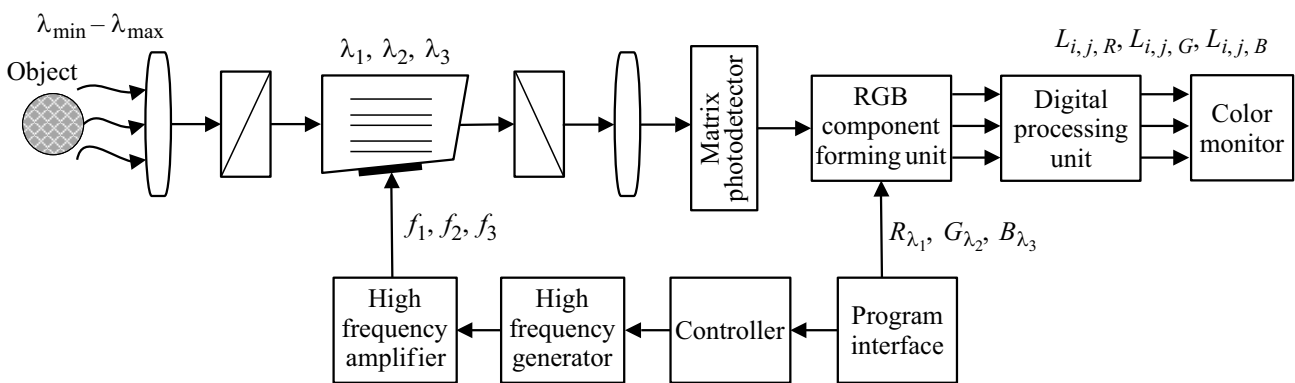 λmin – λmax
Object
λ1, λ2, λ3
Matrix
photodetector
RGB
component
forming unit
Li, j, R, Li, j, G, Li, j, B
Digital
processing
unit
Color
monitor
f1, f2, f3
Rλ1, Gλ2, Bλ3
High
frequency
amplifier
High
frequency
generator
Controller
Program
interface